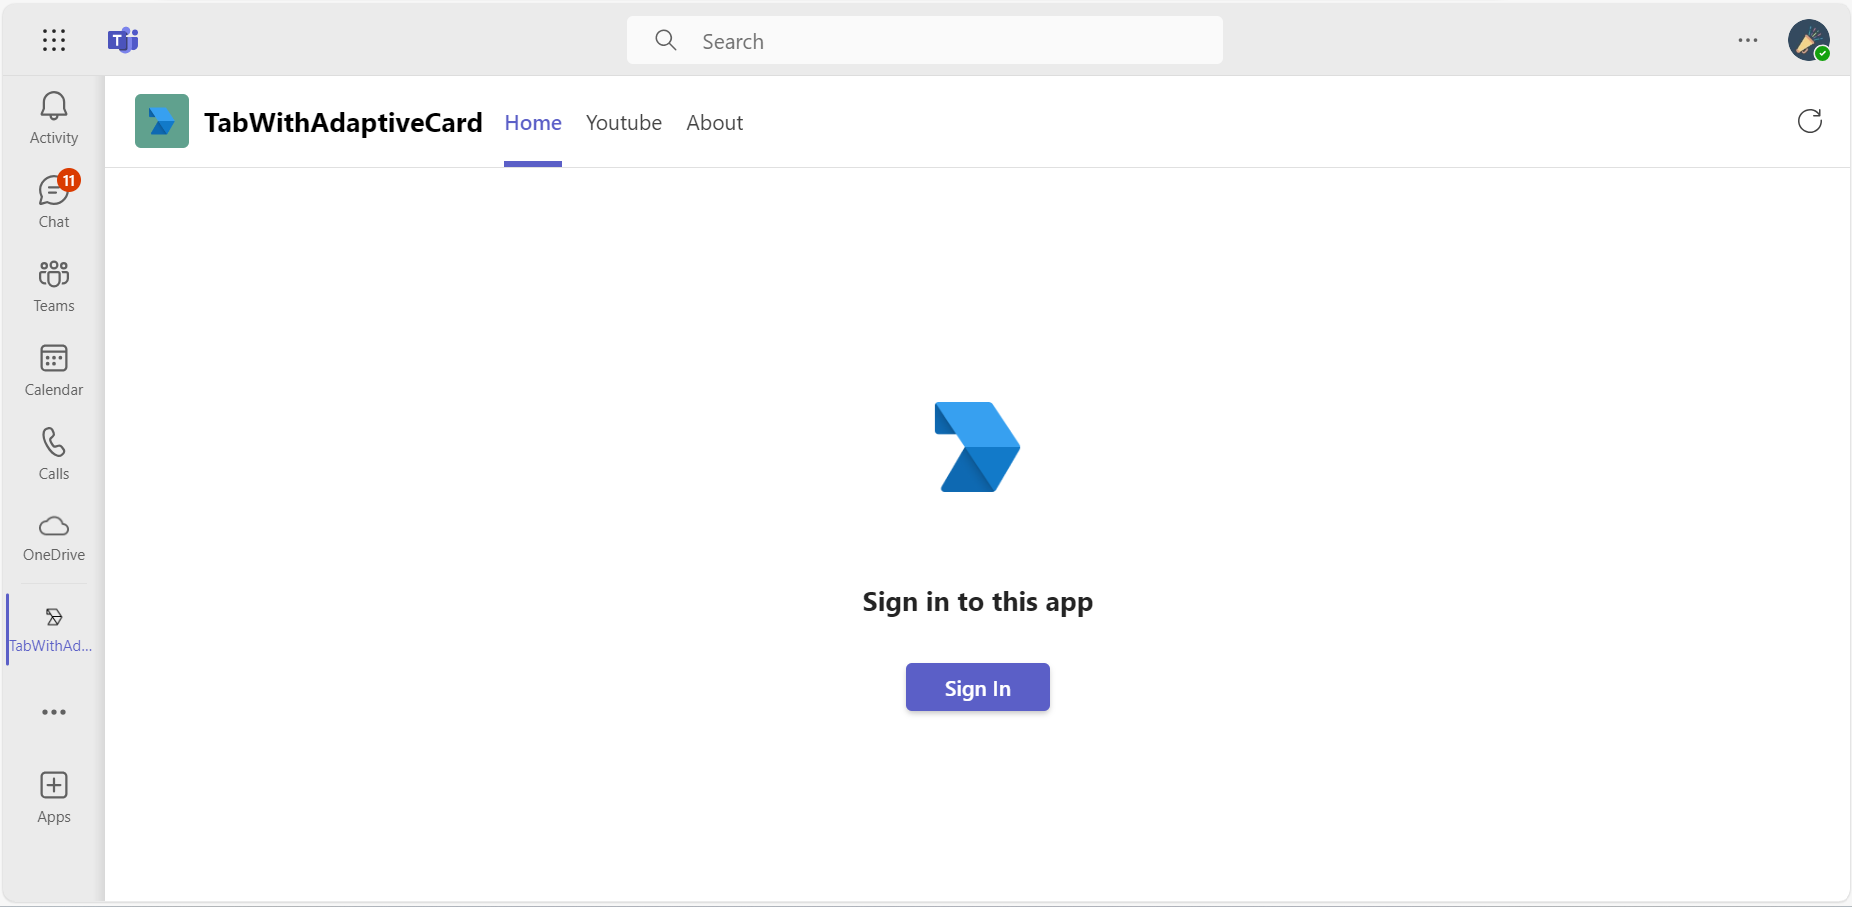 Search
Activity
11
Chat
Teams
Calendar
Calls
OneDrive
TabWithAd...
Apps
TabWithAdaptiveCard Home Youtube About
Sign in to this app
Sign In